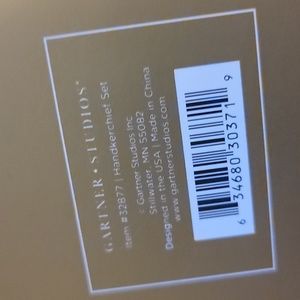 GARTNER • STUDIOS®
Item #32877 | Handkerchief Set
© Gartner Studios Inc
Stillwater, MN 55082
Designed in the USA | Made in China
www.gartnerstudios.com
6 34680 30371 9